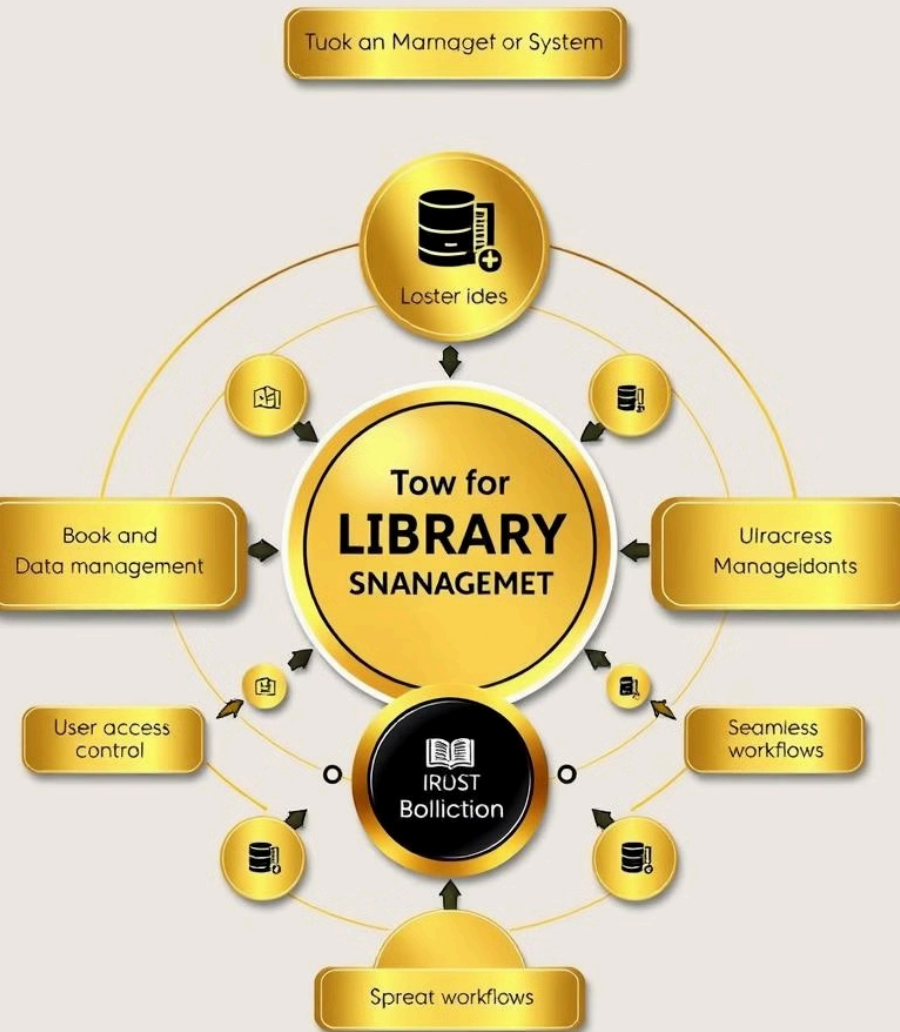 Tuok an Marnaget or System
Loster ides
Tow for
LIBRARY
SNANAGEMET
Book and
Data management
Ulracress
Manageidonts
User access
control
Seamless
workflows
IRUST
Bolliction
Spreat workflows